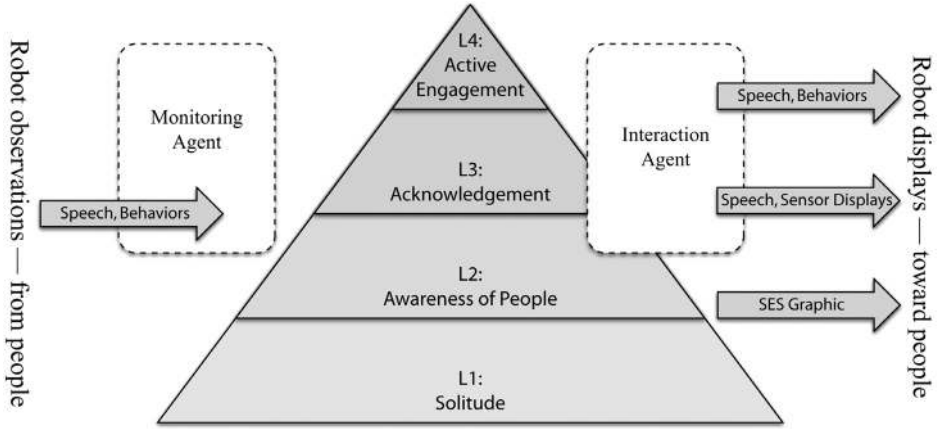 Robot observations — from people
Monitoring
Agent
Speech, Behaviors
L4:
Active
Engagement
L3:
Acknowledgement
L2:
Awareness of People
L1:
Solitude
Interaction
Agent
Speech, Behaviors
Speech, Sensor Displays
SES Graphic
Robot displays — toward people